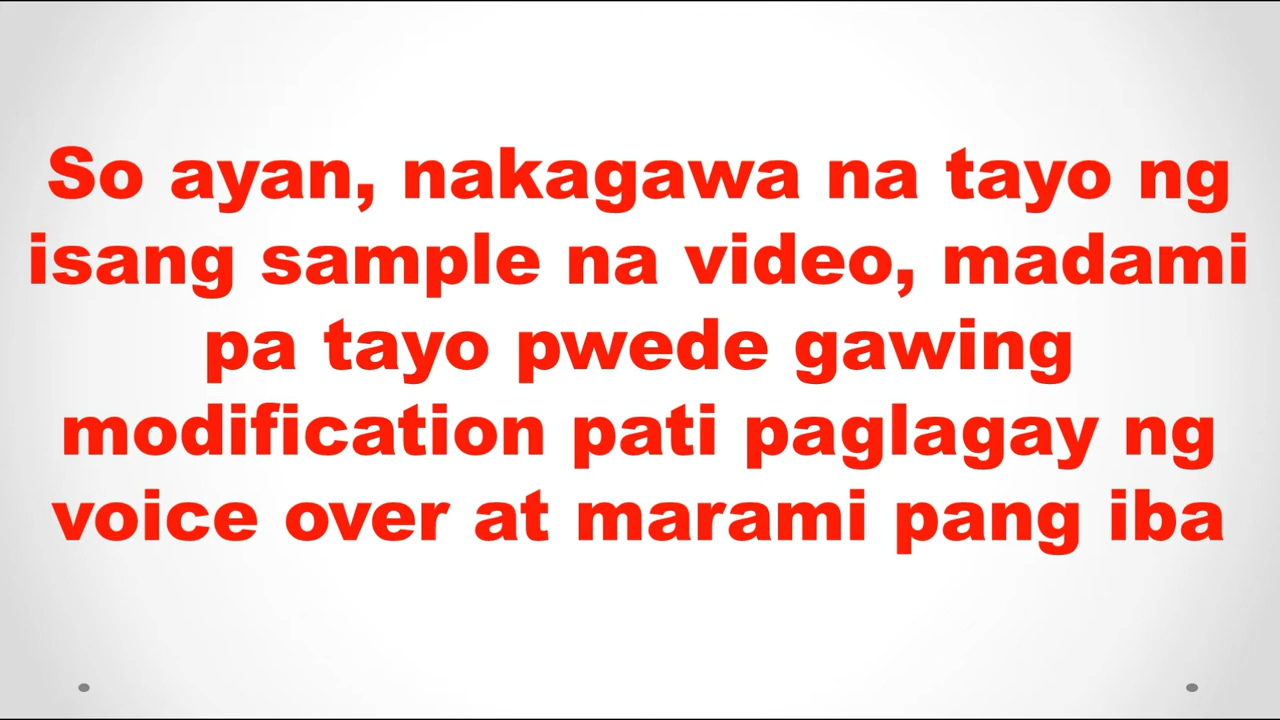 So ayan, nakagawa na tayo ng
isang sample na video, madami
pa tayo pwede gawing
modification pati paglagay ng
voice over at marami pang iba